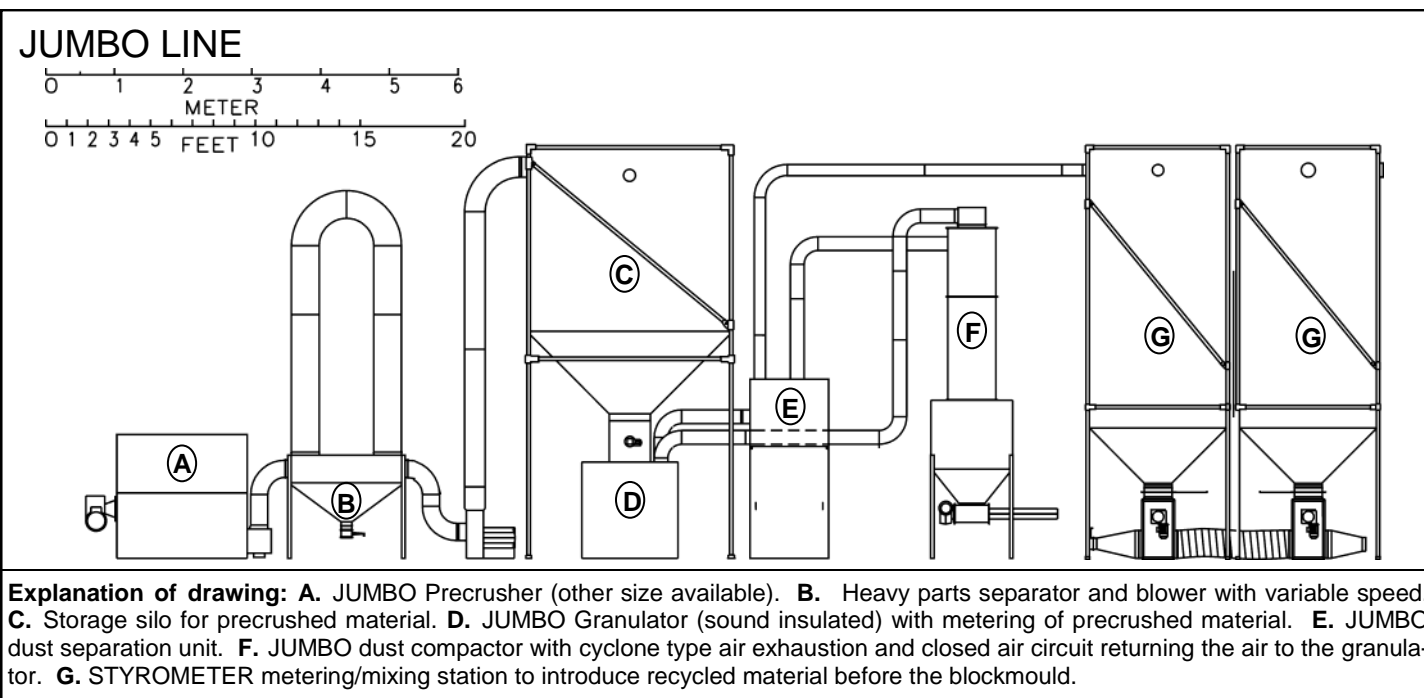 JUMBO LINE
0 1 2 3 4 5 6
METER
0 1 2 3 4 5 FEET 10 15 20
C
F
G G
E
A
B
D
Explanation of drawing: A. JUMBO Precrusher (other size available). B. Heavy parts separator and blower with variable speed.
C. Storage silo for precrushed material. D. JUMBO Granulator (sound insulated) with metering of precrushed material. E. JUMBO
dust separation unit. F. JUMBO dust compactor with cyclone type air exhaustion and closed air circuit returning the air to the granula-
tor. G. STYROMETER metering/mixing station to introduce recycled material before the blockmould.